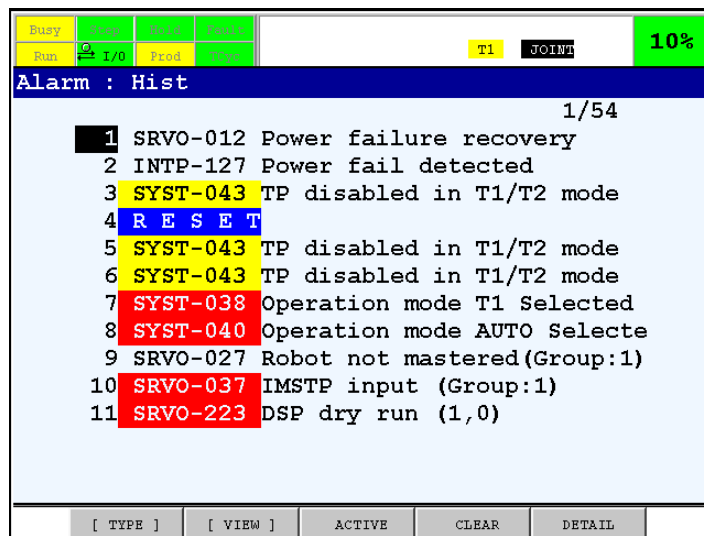 Busy Step Hold Fault
Run I/O Prod TCyc
T1 JOINT 10%
Alarm : Hist
1/54
1 SRVO-012 Power failure recovery
2 INTP-127 Power fail detected
3 SYST-043 TP disabled in T1/T2 mode
4 R E S E T
5 SYST-043 TP disabled in T1/T2 mode
6 SYST-043 TP disabled in T1/T2 mode
7 SYST-038 Operation mode T1 Selected
8 SYST-040 Operation mode AUTO Selecte
9 SRVO-027 Robot not mastered(Group:1)
10 SRVO-037 IMSTP input (Group:1)
11 SRVO-223 DSP dry run (1,0)
[ TYPE ] [ VIEW ] ACTIVE CLEAR DETAIL